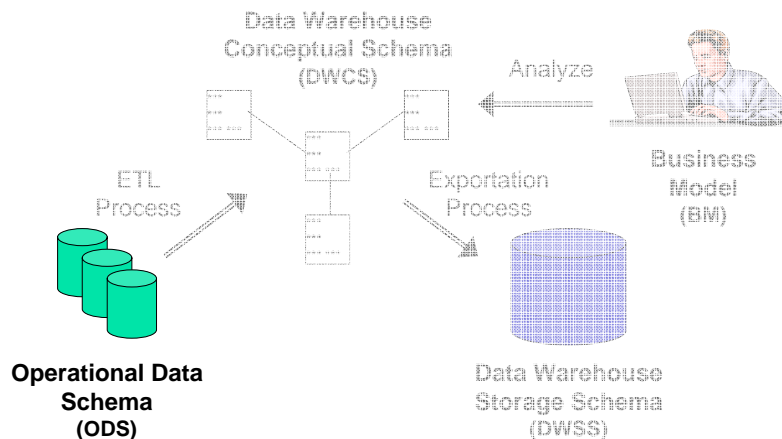 Data Warehouse
Conceptual Schema
(DWCS)
Analyze
Business
Model
(BM)
ETL
Process
Exportation
Process
Operational Data
Schema
(ODS)
Data Warehouse
Storage Schema
(DWSS)